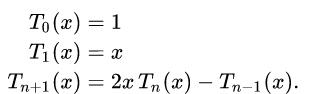 T₀(x) = 1
T₁(x) = x
Tₙ₊₁(x) = 2x Tₙ(x) − Tₙ₋₁(x).